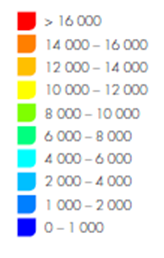 > 16 000
14 000 – 16 000
12 000 – 14 000
10 000 – 12 000
8 000 – 10 000
6 000 – 8 000
4 000 – 6 000
2 000 – 4 000
1 000 – 2 000
0 – 1 000